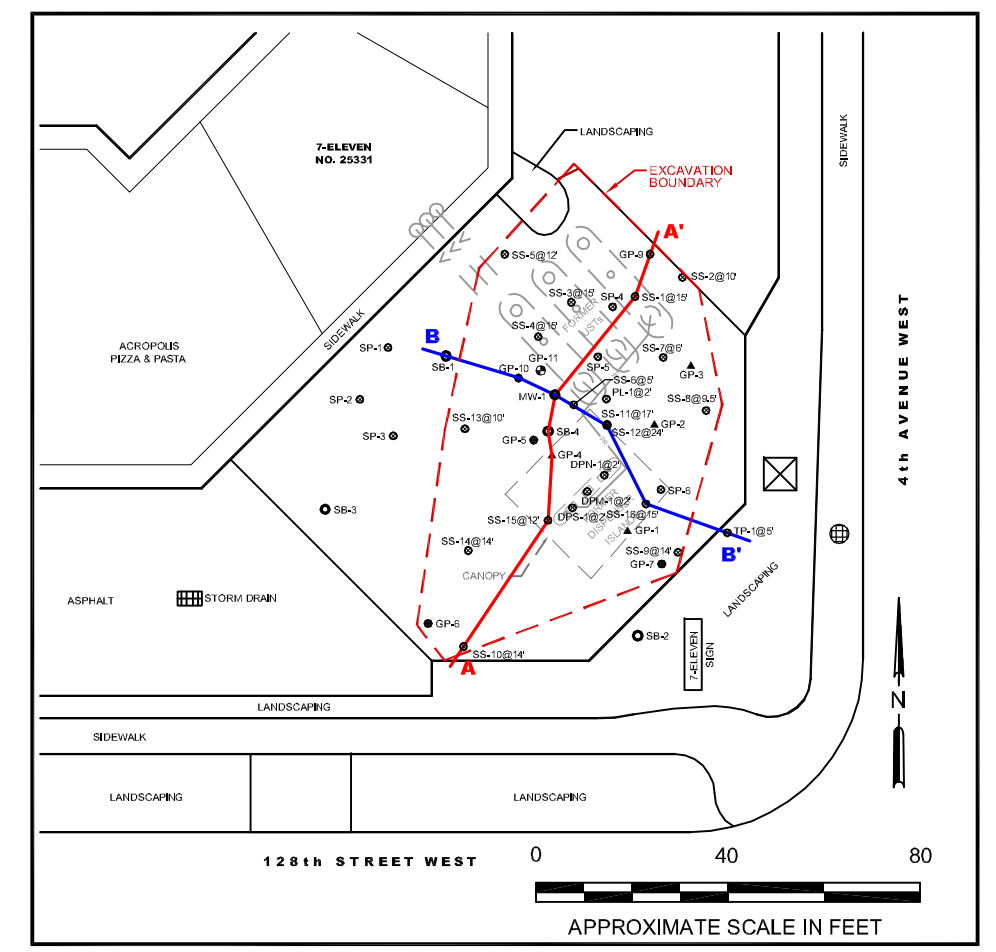 LANDSCAPING
SIDEWALK
7-ELEVEN
NO. 25331
EXCAVATION
BOUNDARY
A'
GP-9
SS-5@12'
SS-2@10'
SS-3@15'
SP-4
SS-1@15'
FORMER
USTs
4th AVENUE WEST
SIDEWALK
SS-4@15'
B
ACROPOLIS
PIZZA & PASTA
SP-1
SB-1
GP-11
GP-10
SP-5
SS-7@6'
GP-3
SS-6@5'
PL-1@2'
MW-1
SP-2
SS-8@9.5'
SS-11@17'
SS-13@10'
SP-3
GP-5
SB-4
SS-12@24'
GP-2
GP-4
DPN-1@2'
SP-6
DPM-1@2'
SB-3
DPS-1@2'
SS-15@15'
FORMER
DISPENSER
ISLAND
SS-15@12'
GP-1
TP-1@5'
B'
SS-14@14'
SS-9@14'
GP-7
CANOPY
LANDSCAPING
ASPHALT
STORM DRAIN
GP-6
SB-2
SS-10@14'
A
7-ELEVEN
SIGN
N
LANDSCAPING
SIDEWALK
LANDSCAPING
LANDSCAPING
128th STREET WEST
0 40 80
APPROXIMATE SCALE IN FEET